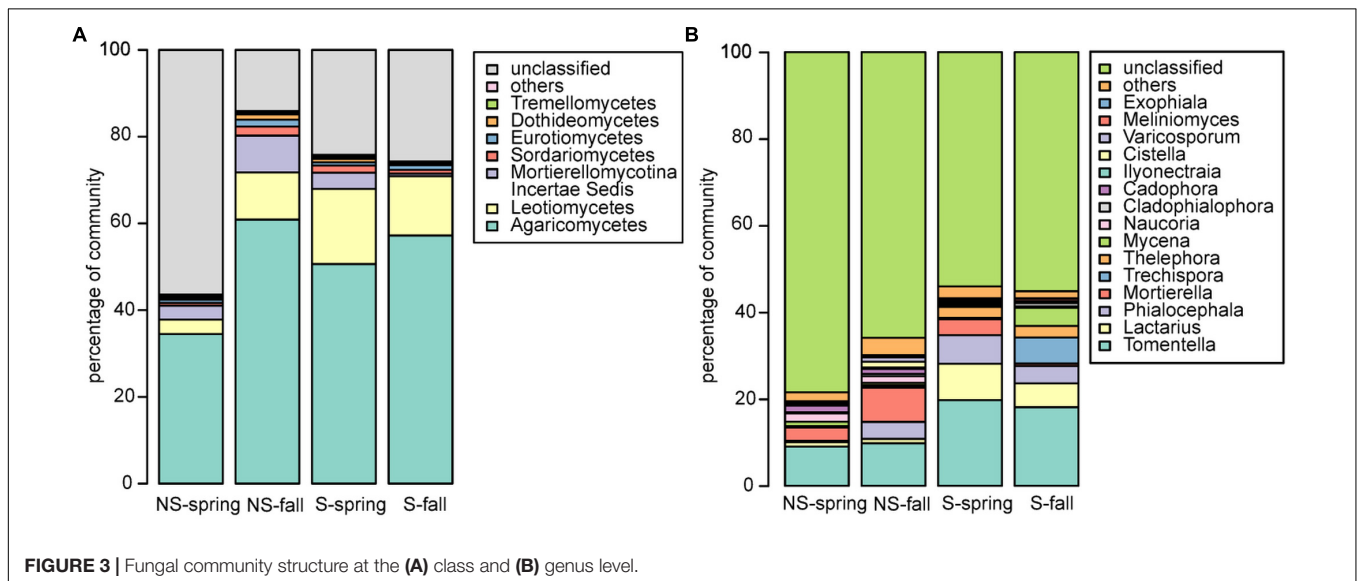 A
100
80
60
40
20
0
percentage of community
NS-spring NS-fall S-spring S-fall
unclassified
others
Tremellomycetes
Dothideomycetes
Eurotiomycetes
Sordariomycetes
Mortierellomycotina
Incertae Sedis
Leotiomycetes
Agaricomycetes
B
100
80
60
40
20
0
percentage of community
NS-spring NS-fall S-spring S-fall
unclassified
others
Exophiala
Meliniomyces
Varicosporum
Cistella
Ilyonectraia
Cadophora
Cladophialophora
Naucoria
Mycena
Thelephora
Trechispora
Mortierella
Phialocephala
Lactarius
Tomentella
FIGURE 3 | Fungal community structure at the (A) class and (B) genus level.